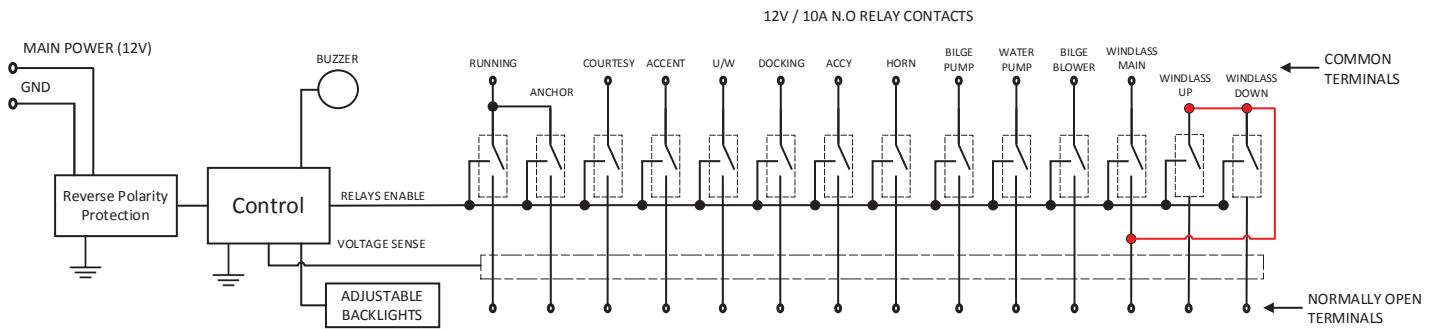 12V / 10A N.O RELAY CONTACTS
MAIN POWER (12V)
GND
BUZZER
RUNNING
ANCHOR
COURTESY
ACCENT
U/W
DOCKING
ACCY
HORN
BILGE
PUMP
WATER
PUMP
BILGE
BLOWER
WINDLASS
MAIN
WINDLASS
UP
WINDLASS
DOWN
COMMON
TERMINALS
Reverse Polarity
Protection
Control
RELAYS ENABLE
VOLTAGE SENSE
ADJUSTABLE
BACKLIGHTS
NORMALLY OPEN
TERMINALS